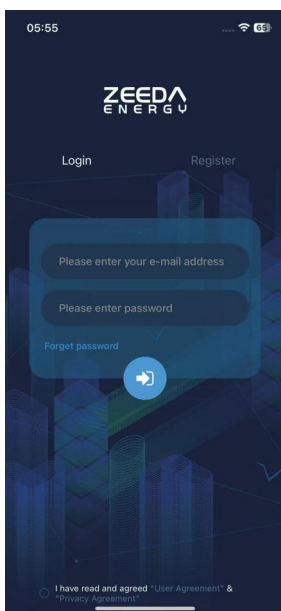 05:55
65
ZEEDA
ENERGY
Login
Register
Please enter your e-mail address
Please enter password
Forget password
I have read and agreed "User Agreement" &
"Privacy Agreement"